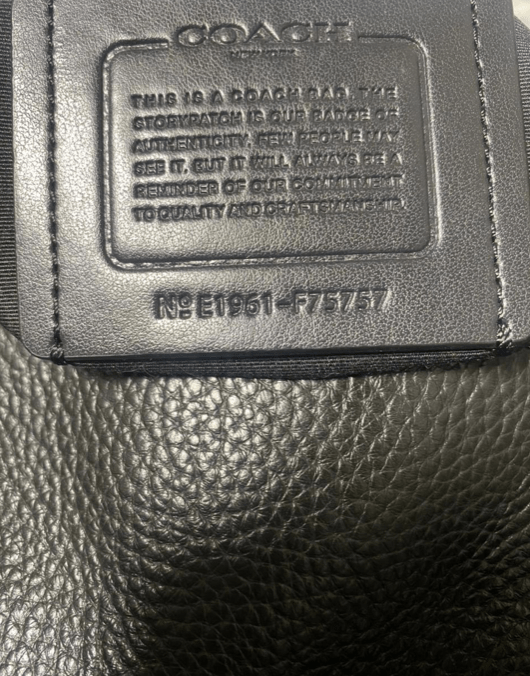 COACH
NEW YORK
THIS IS A COACH BAG. THE
STORYPATCH IS OUR BADGE OF
AUTHENTICITY. FEW PEOPLE MAY
SEE IT, BUT IT WILL ALWAYS BE A
REMINDER OF OUR COMMITMENT
TO QUALITY AND CRAFTSMANSHIP.
Nº E1961-F75757